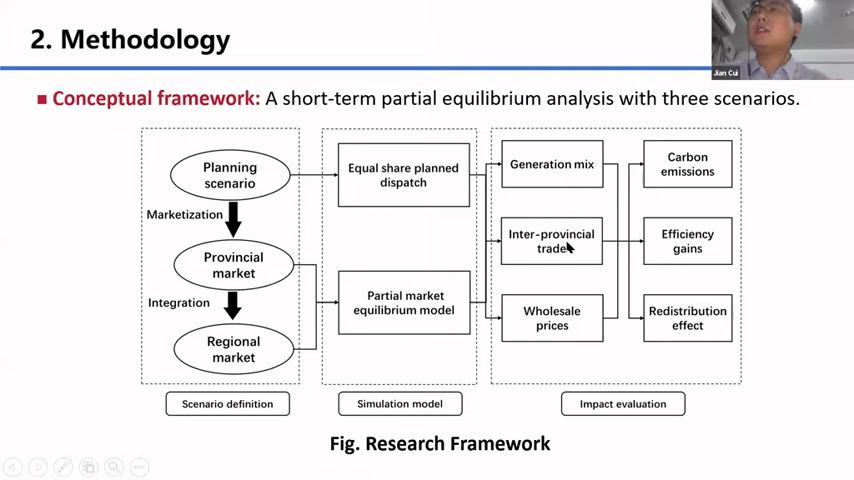 2. Methodology
Jian Cui
■ Conceptual framework: A short-term partial equilibrium analysis with three scenarios.
Planning
scenario
Marketization
Provincial
market
Integration
Regional
market
Scenario definition
Equal share planned
dispatch
Partial market
equilibrium model
Simulation model
Generation mix
Inter-provincial
trade
Wholesale
prices
Carbon
emissions
Efficiency
gains
Redistribution
effect
Impact evaluation
Fig. Research Framework